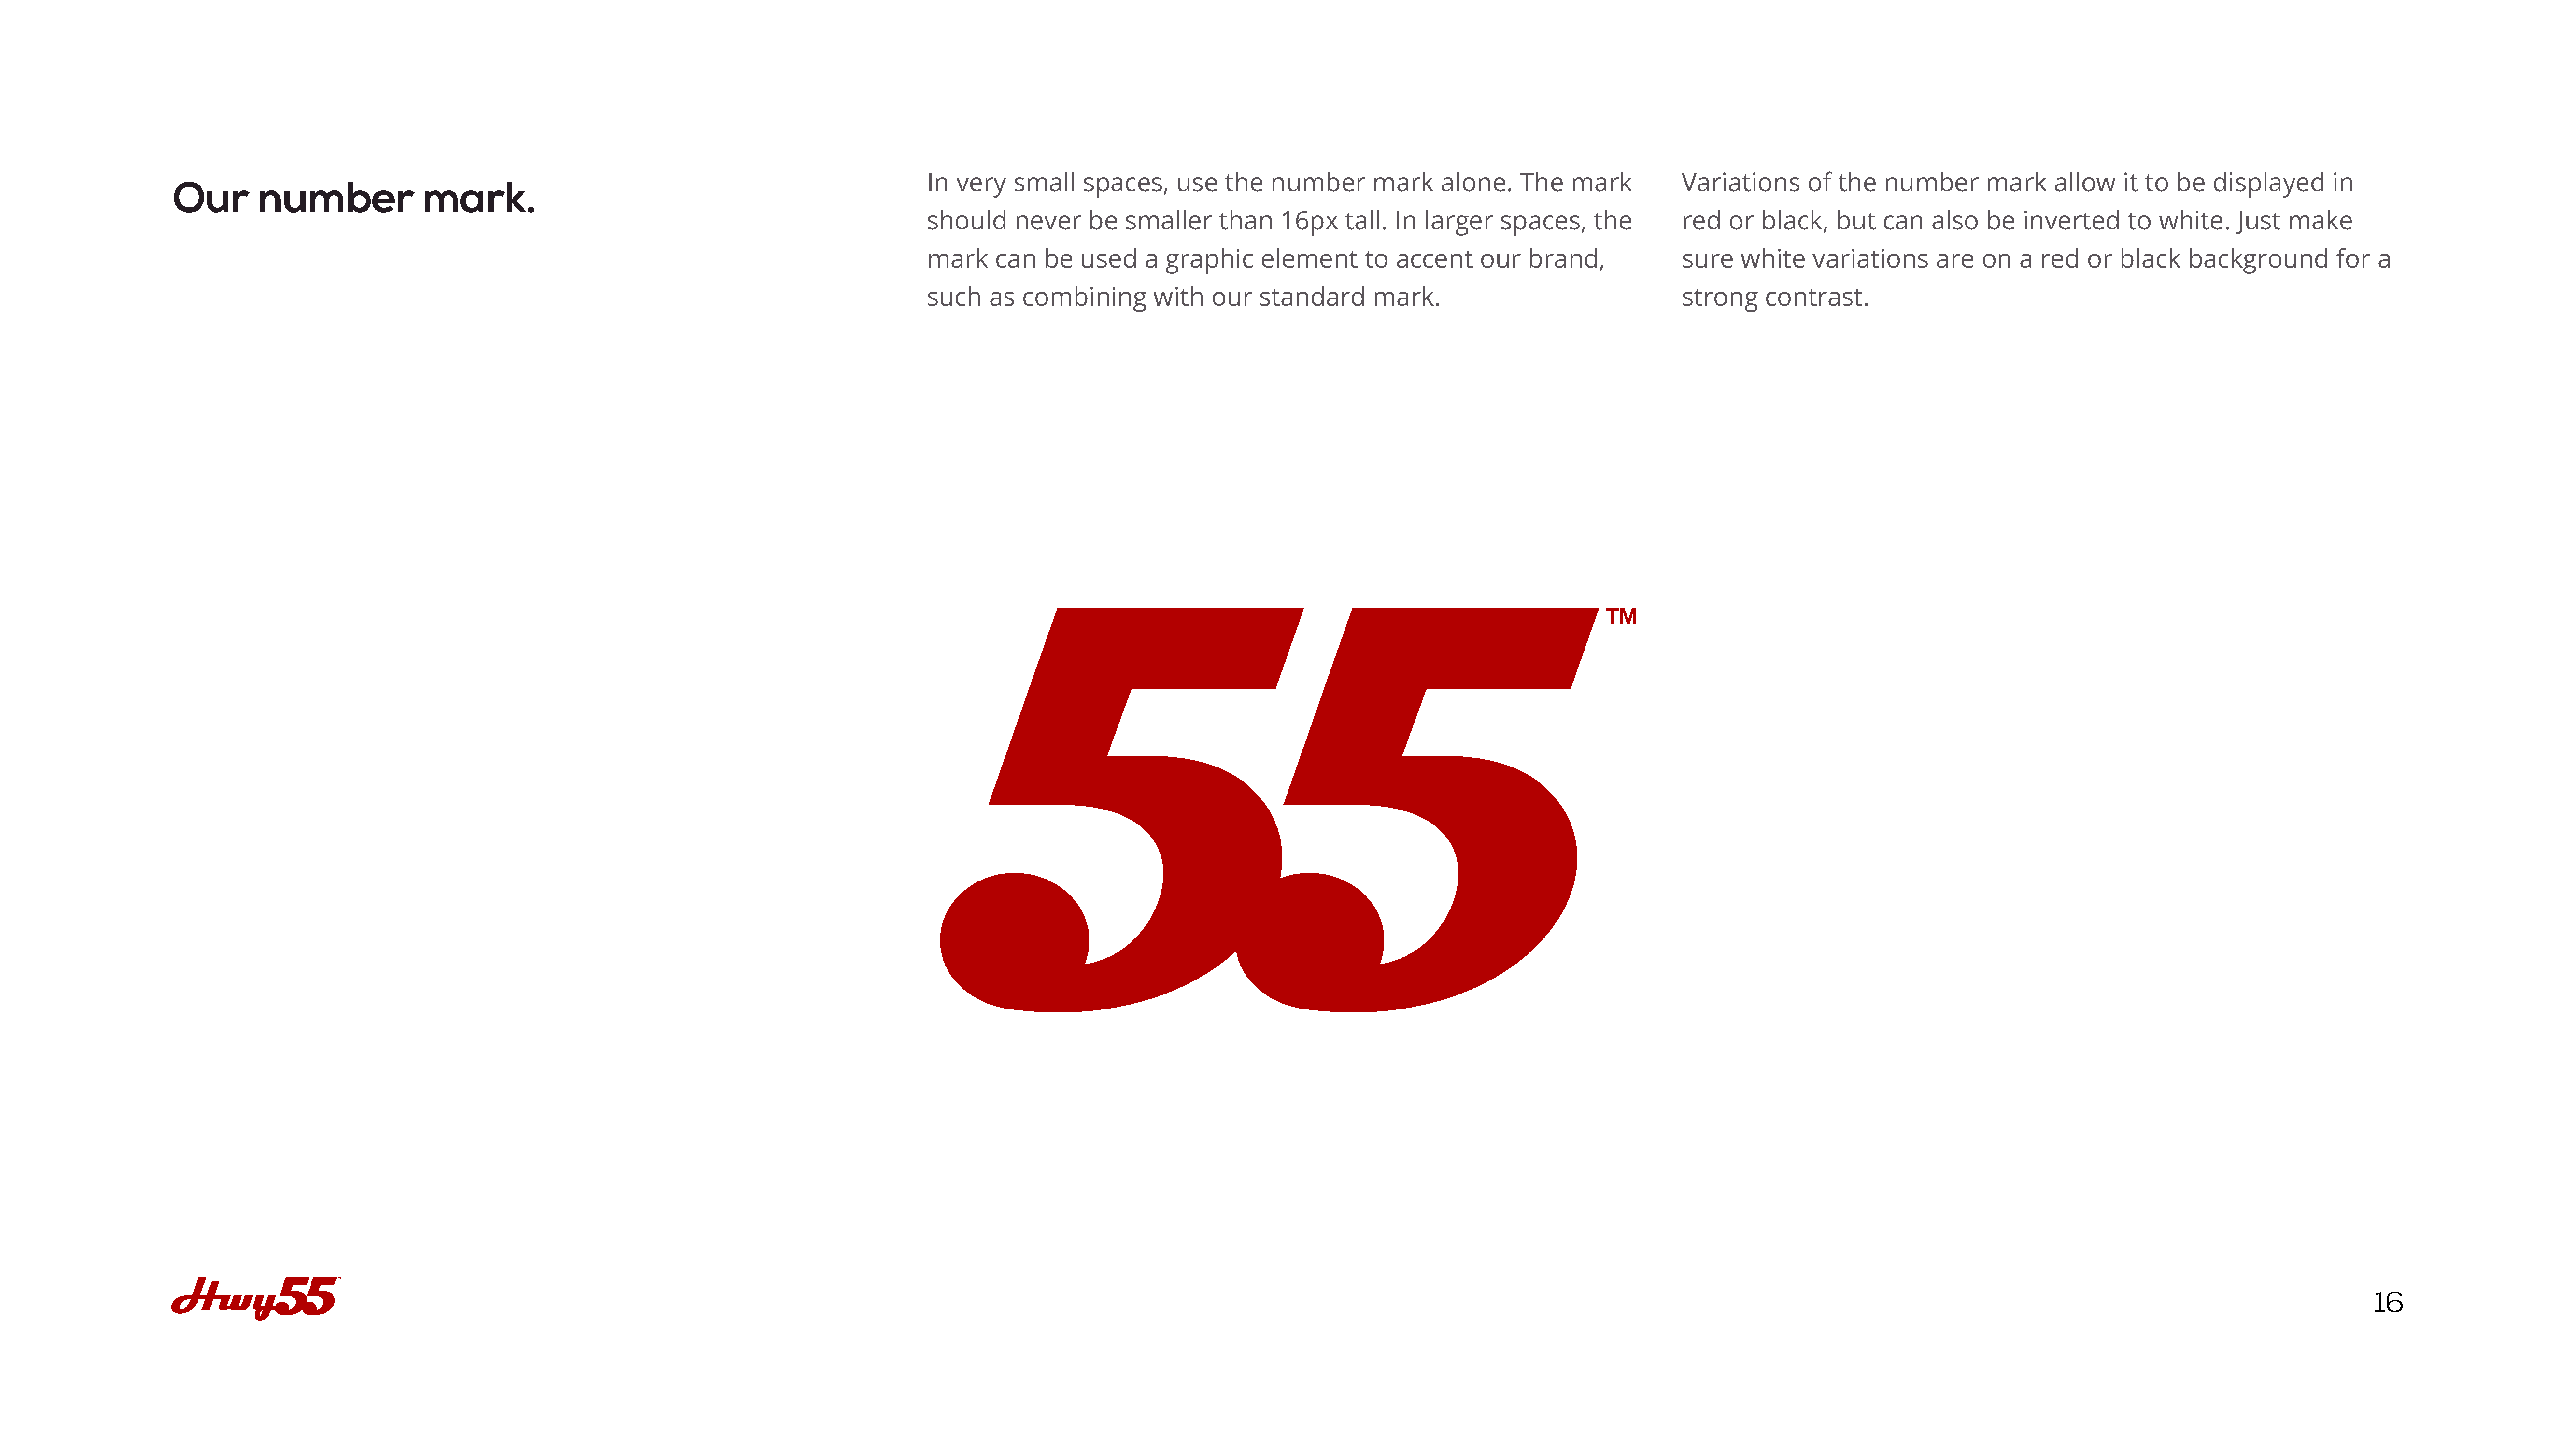 Our number mark.
In very small spaces, use the number mark alone. The mark
should never be smaller than 16px tall. In larger spaces, the
mark can be used a graphic element to accent our brand,
such as combining with our standard mark.
Variations of the number mark allow it to be displayed in
red or black, but can also be inverted to white. Just make
sure white variations are on a red or black background for a
strong contrast.
55™
Hwy55™
16